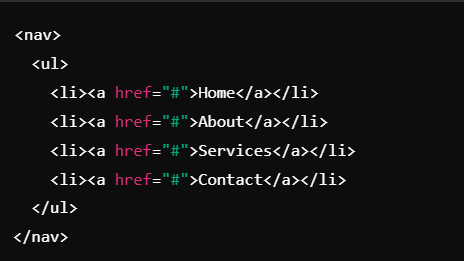 <nav>
  <ul>
    <li><a href="#">Home</a></li>
    <li><a href="#">About</a></li>
    <li><a href="#">Services</a></li>
    <li><a href="#">Contact</a></li>
  </ul>
</nav>